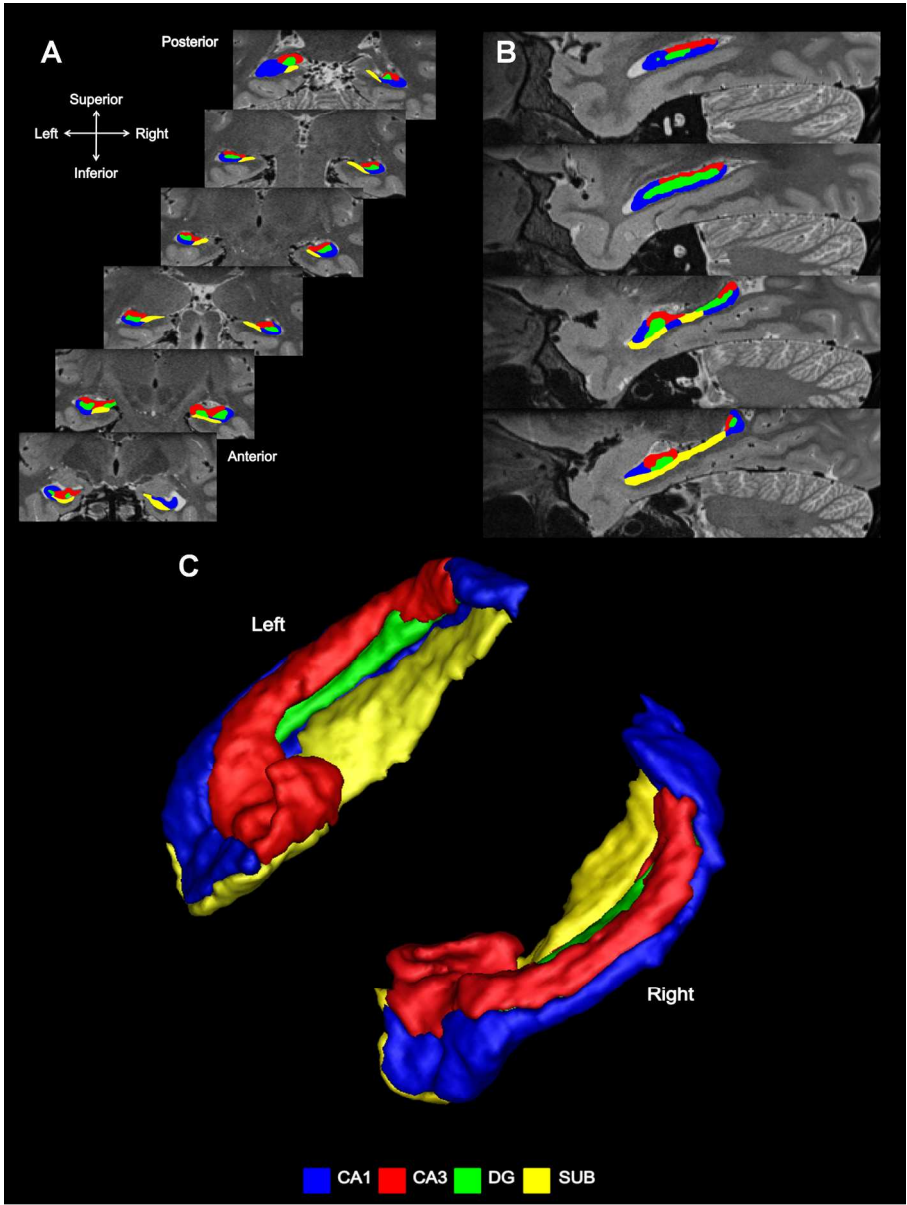 A
Posterior
B
Superior
Left
Right
Inferior
Anterior
C
Left
Right
CA1
CA3
DG
SUB